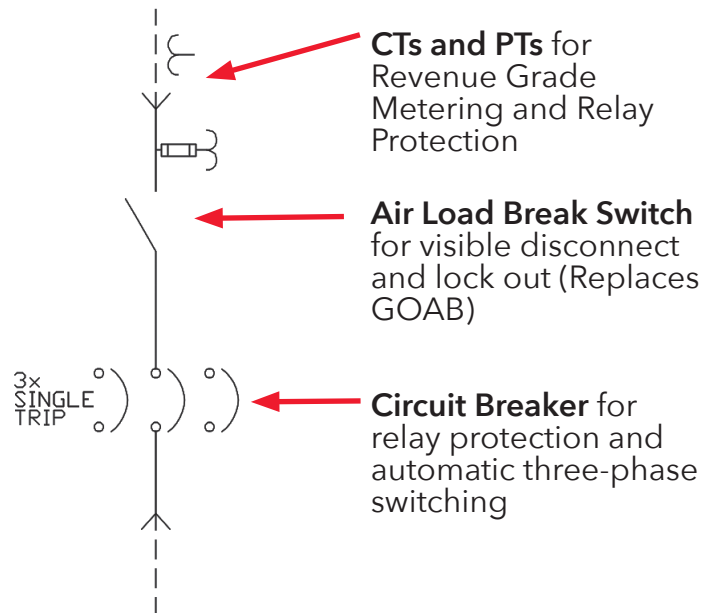 CTs and PTs for
Revenue Grade
Metering and Relay
Protection
Air Load Break Switch
for visible disconnect
and lock out (Replaces
GOAB)
3x
SINGLE
TRIP
Circuit Breaker for
relay protection and
automatic three-phase
switching